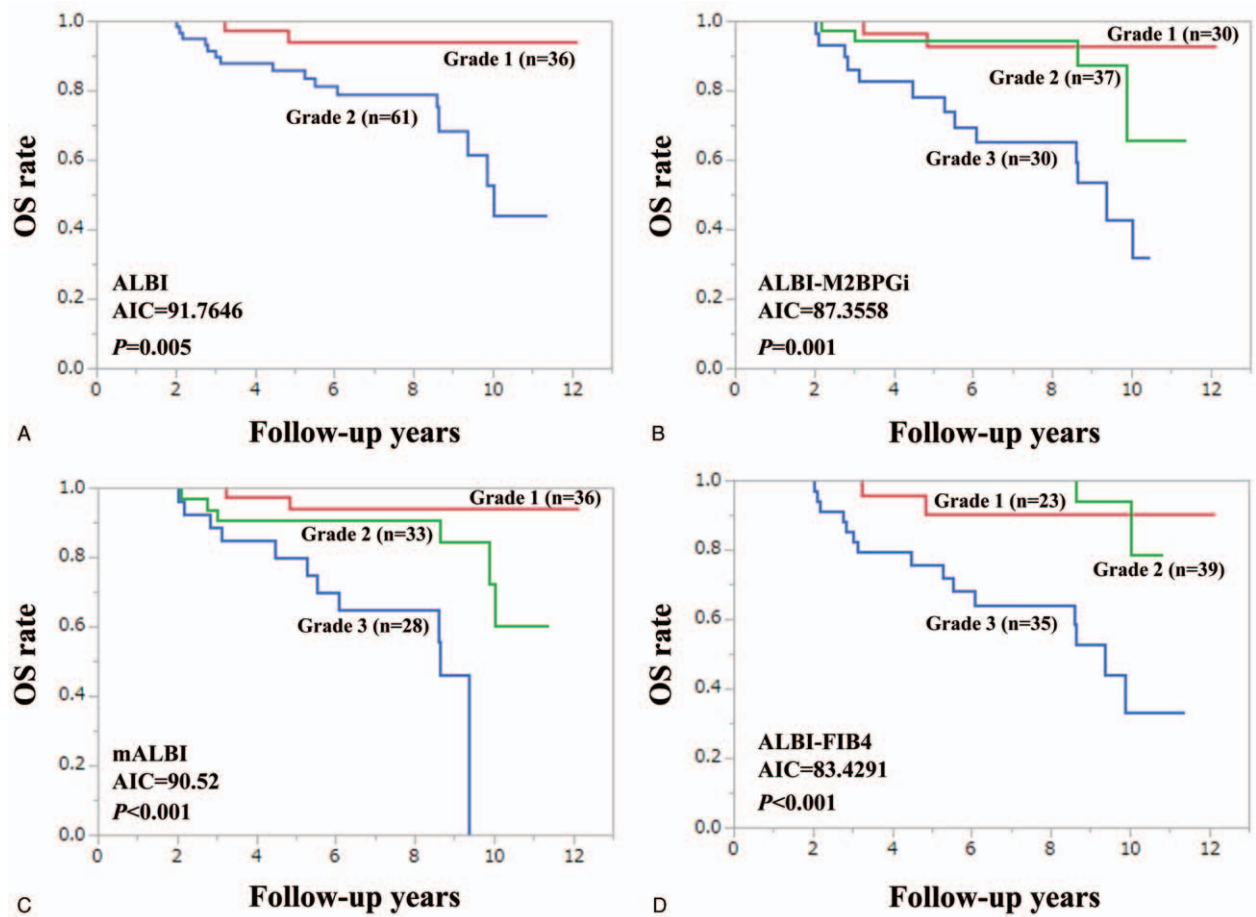 1.0
0.8
0.6
0.4
0.2
0.0
OS rate
Grade 1 (n=36)
Grade 2 (n=61)
ALBI
AIC=91.7646
P=0.005
0 2 4 6 8 10 12
Follow-up years
A
1.0
0.8
0.6
0.4
0.2
0.0
OS rate
Grade 1 (n=30)
Grade 2 (n=37)
Grade 3 (n=30)
ALBI-M2BPGi
AIC=87.3558
P=0.001
0 2 4 6 8 10 12
Follow-up years
B
1.0
0.8
0.6
0.4
0.2
0.0
OS rate
Grade 1 (n=36)
Grade 2 (n=33)
Grade 3 (n=28)
mALBI
AIC=90.52
P<0.001
0 2 4 6 8 10 12
Follow-up years
C
1.0
0.8
0.6
0.4
0.2
0.0
OS rate
Grade 1 (n=23)
Grade 2 (n=39)
Grade 3 (n=35)
ALBI-FIB4
AIC=83.4291
P<0.001
0 2 4 6 8 10 12
Follow-up years
D